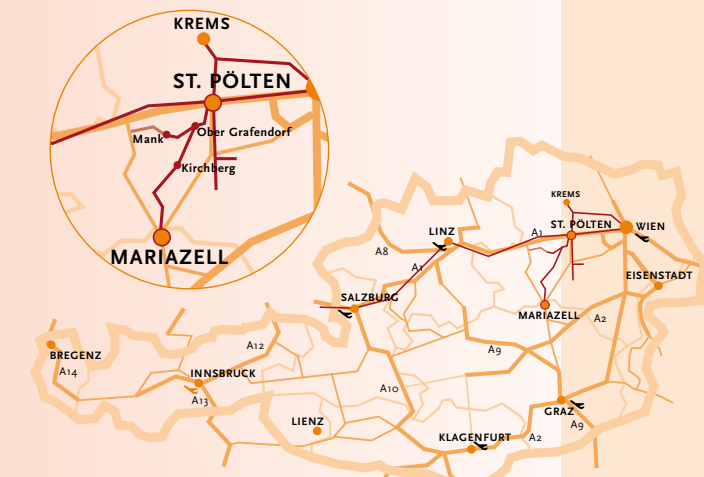 KREMS
ST. PÖLTEN
Ober Grafendorf
Mank
Kirchberg
MARIAZELL
KREMS
ST. PÖLTEN
WIEN
LINZ
A1
A8
A1
EISENSTADT
SALZBURG
MARIAZELL
A2
A12
A9
BREGENZ
A14
INNSBRUCK
A10
A13
GRAZ
LIENZ
A9
KLAGENFURT
A2